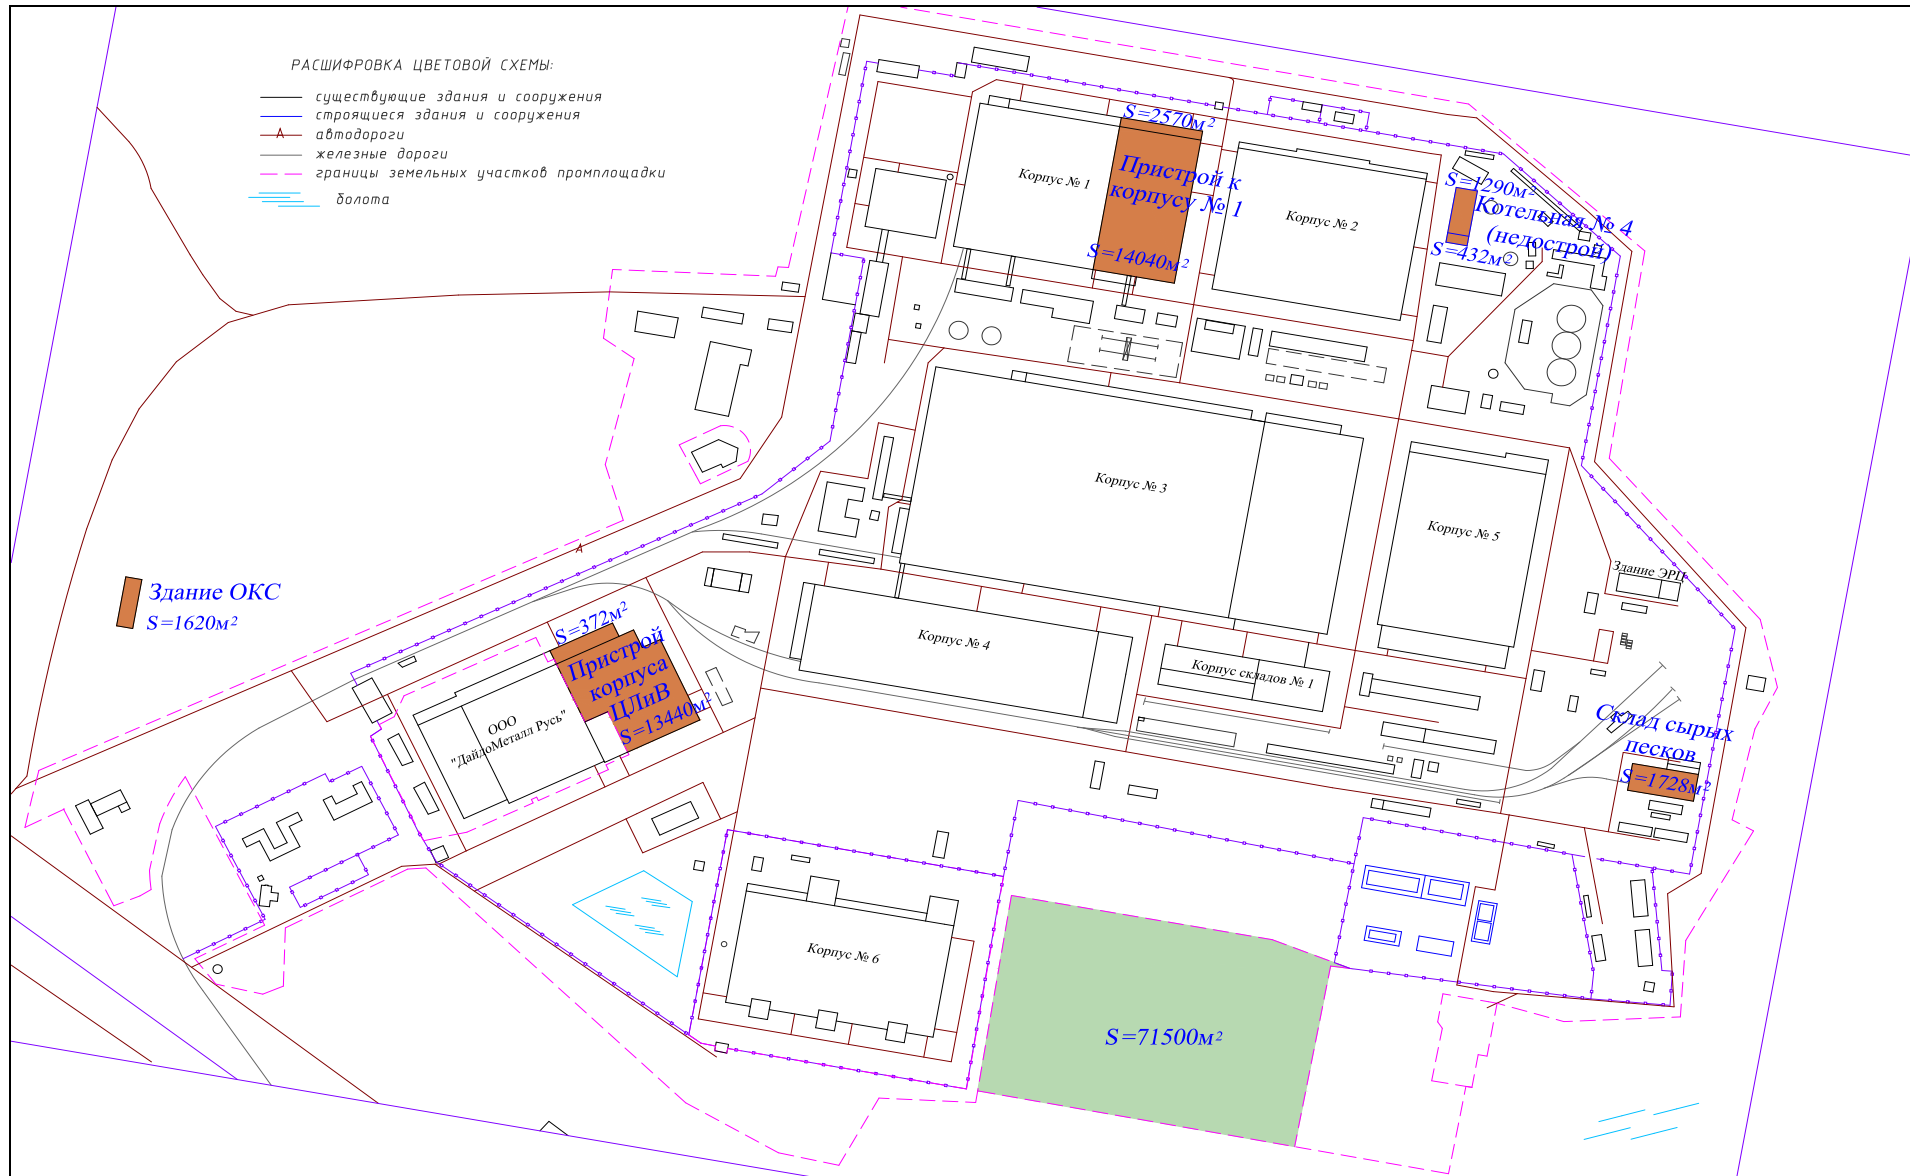 РАСШИФРОВКА ЦВЕТОВОЙ СХЕМЫ:
существующие здания и сооружения
строящиеся здания и сооружения
А автодороги
железные дороги
границы земельных участков промплощадки
болота
S=2570м²
Корпус № 1
Пристрой к
корпусу № 1
S=14040м²
Корпус № 2
S=1290м²
Котельная № 4
(недострой)
S=432м²
Корпус № 3
Корпус № 5
Здание ЭРЦ
А
Здание ОКС
S=1620м²
S=372м²
Пристрой
корпуса
ЦЛиВ
S=13440м²
ООО
"ДайдоМеталл Русь"
Корпус № 4
Корпус складов № 1
Склад сырых
песков
S=1728м²
Корпус № 6
S=71500м²